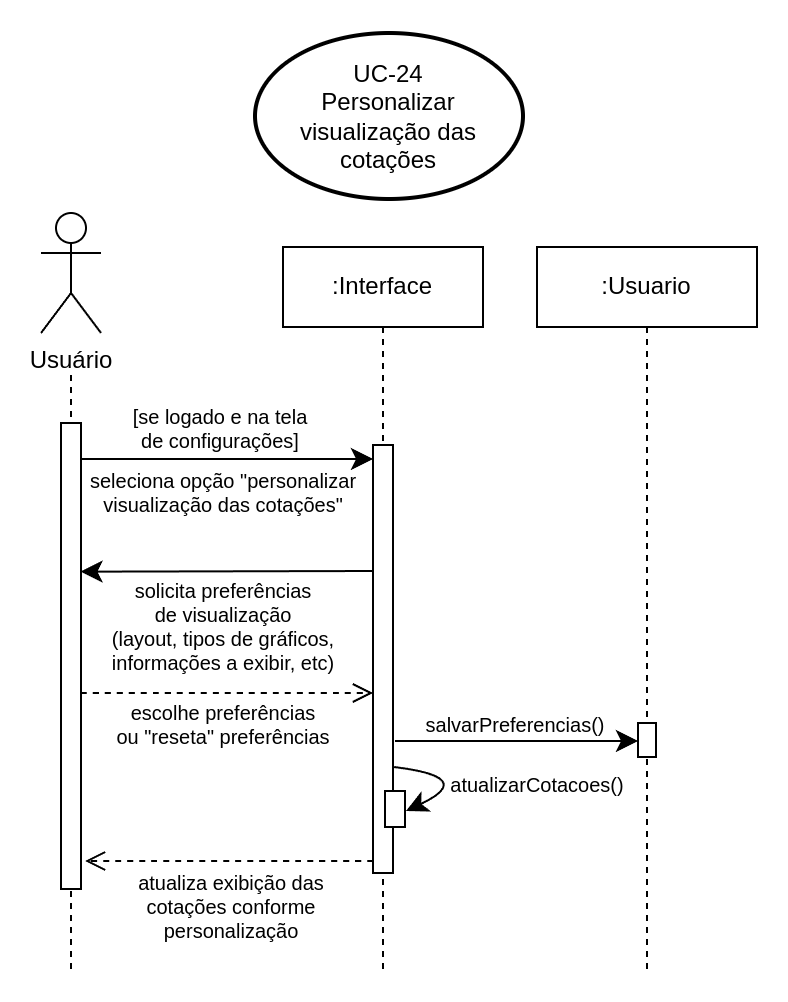 UC-24
Personalizar
visualização das
cotações
Usuário
:Interface
:Usuario
[se logado e na tela
de configurações]
seleciona opção "personalizar
visualização das cotações"
solicita preferências
de visualização
(layout, tipos de gráficos,
informações a exibir, etc)
escolhe preferências
ou "reseta" preferências
salvarPreferencias()
atualizarCotacoes()
atualiza exibição das
cotações conforme
personalização